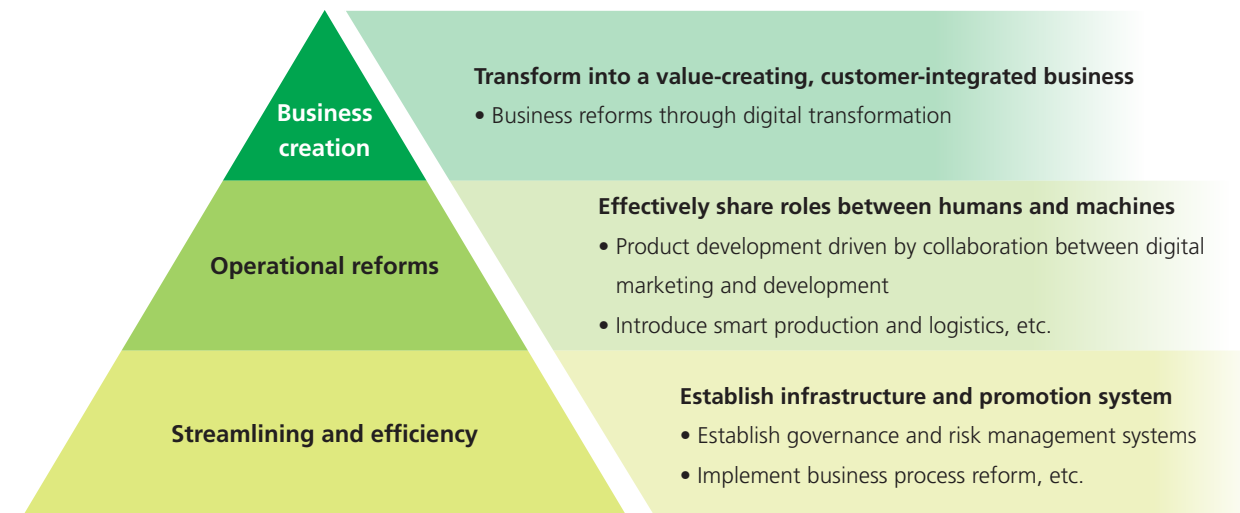 Business
creation
Transform into a value-creating, customer-integrated business
• Business reforms through digital transformation
Operational reforms
Effectively share roles between humans and machines
• Product development driven by collaboration between digital
marketing and development
• Introduce smart production and logistics, etc.
Streamlining and efficiency
Establish infrastructure and promotion system
• Establish governance and risk management systems
• Implement business process reform, etc.